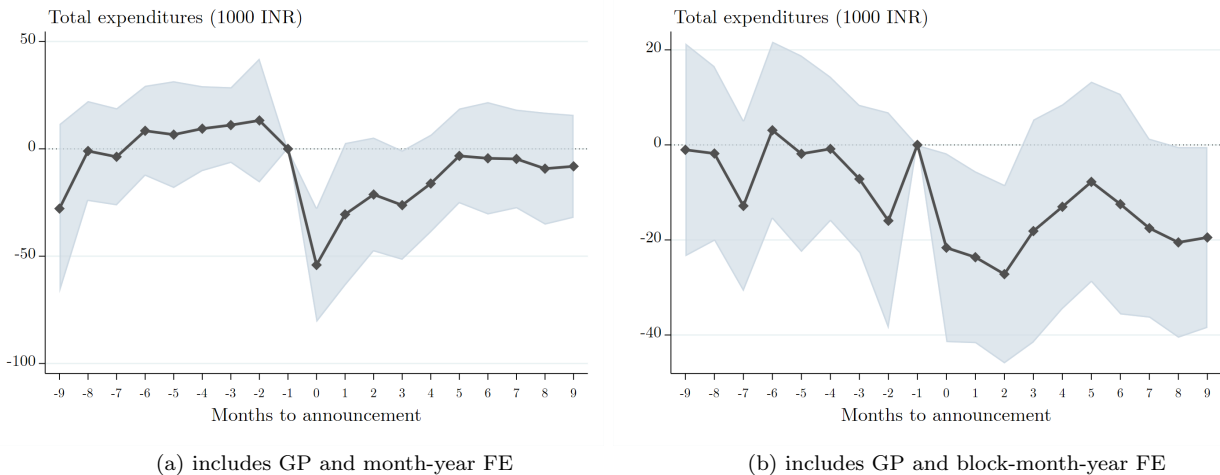 Total expenditures (1000 INR)
50
0
-50
-100
-9 -8 -7 -6 -5 -4 -3 -2 -1 0 1 2 3 4 5 6 7 8 9
Months to announcement
(a) includes GP and month-year FE
Total expenditures (1000 INR)
20
0
-20
-40
-9 -8 -7 -6 -5 -4 -3 -2 -1 0 1 2 3 4 5 6 7 8 9
Months to announcement
(b) includes GP and block-month-year FE